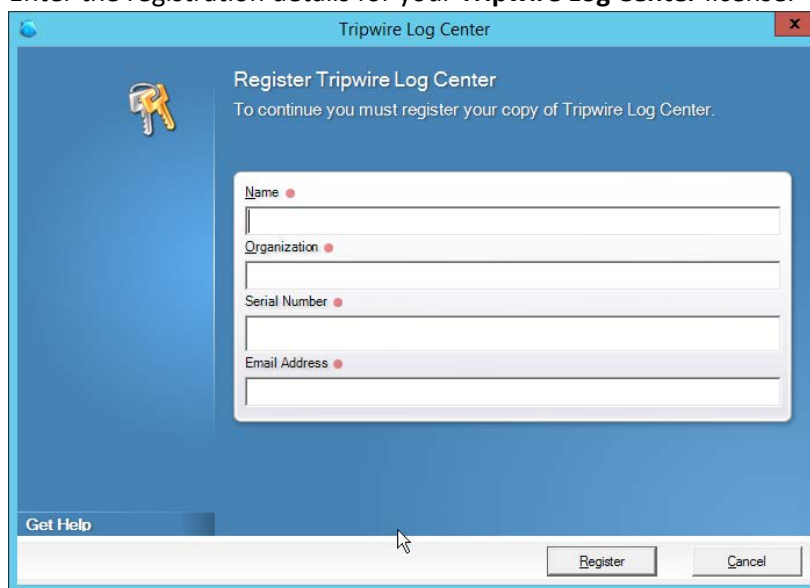 Enter the registration details for your Tripwire Log Center license.
Tripwire Log Center
x
Register Tripwire Log Center
To continue you must register your copy of Tripwire Log Center.
Name
Organization
Serial Number
Email Address
Get Help
Register
Cancel